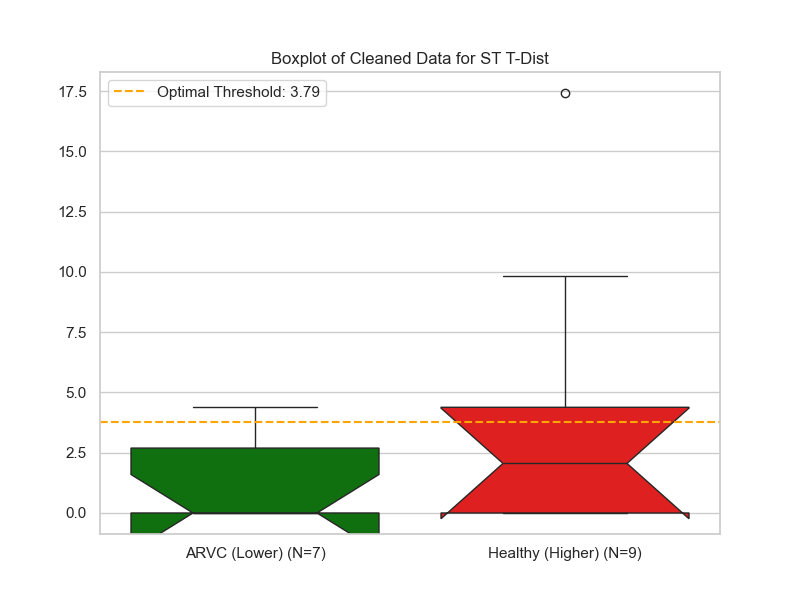 Boxplot of Cleaned Data for ST T-Dist
Optimal Threshold: 3.79
17.5
15.0
12.5
10.0
7.5
5.0
2.5
0.0
ARVC (Lower) (N=7)
Healthy (Higher) (N=9)